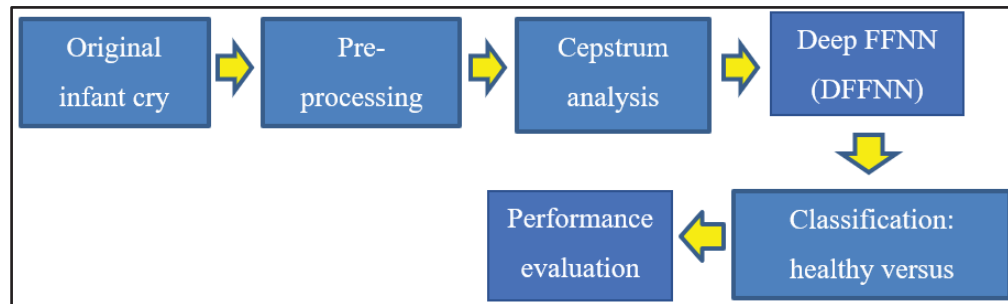 Original
infant cry
Pre-
processing
Cepstrum
analysis
Deep FFNN
(DFFNN)
Classification:
healthy versus
Performance
evaluation